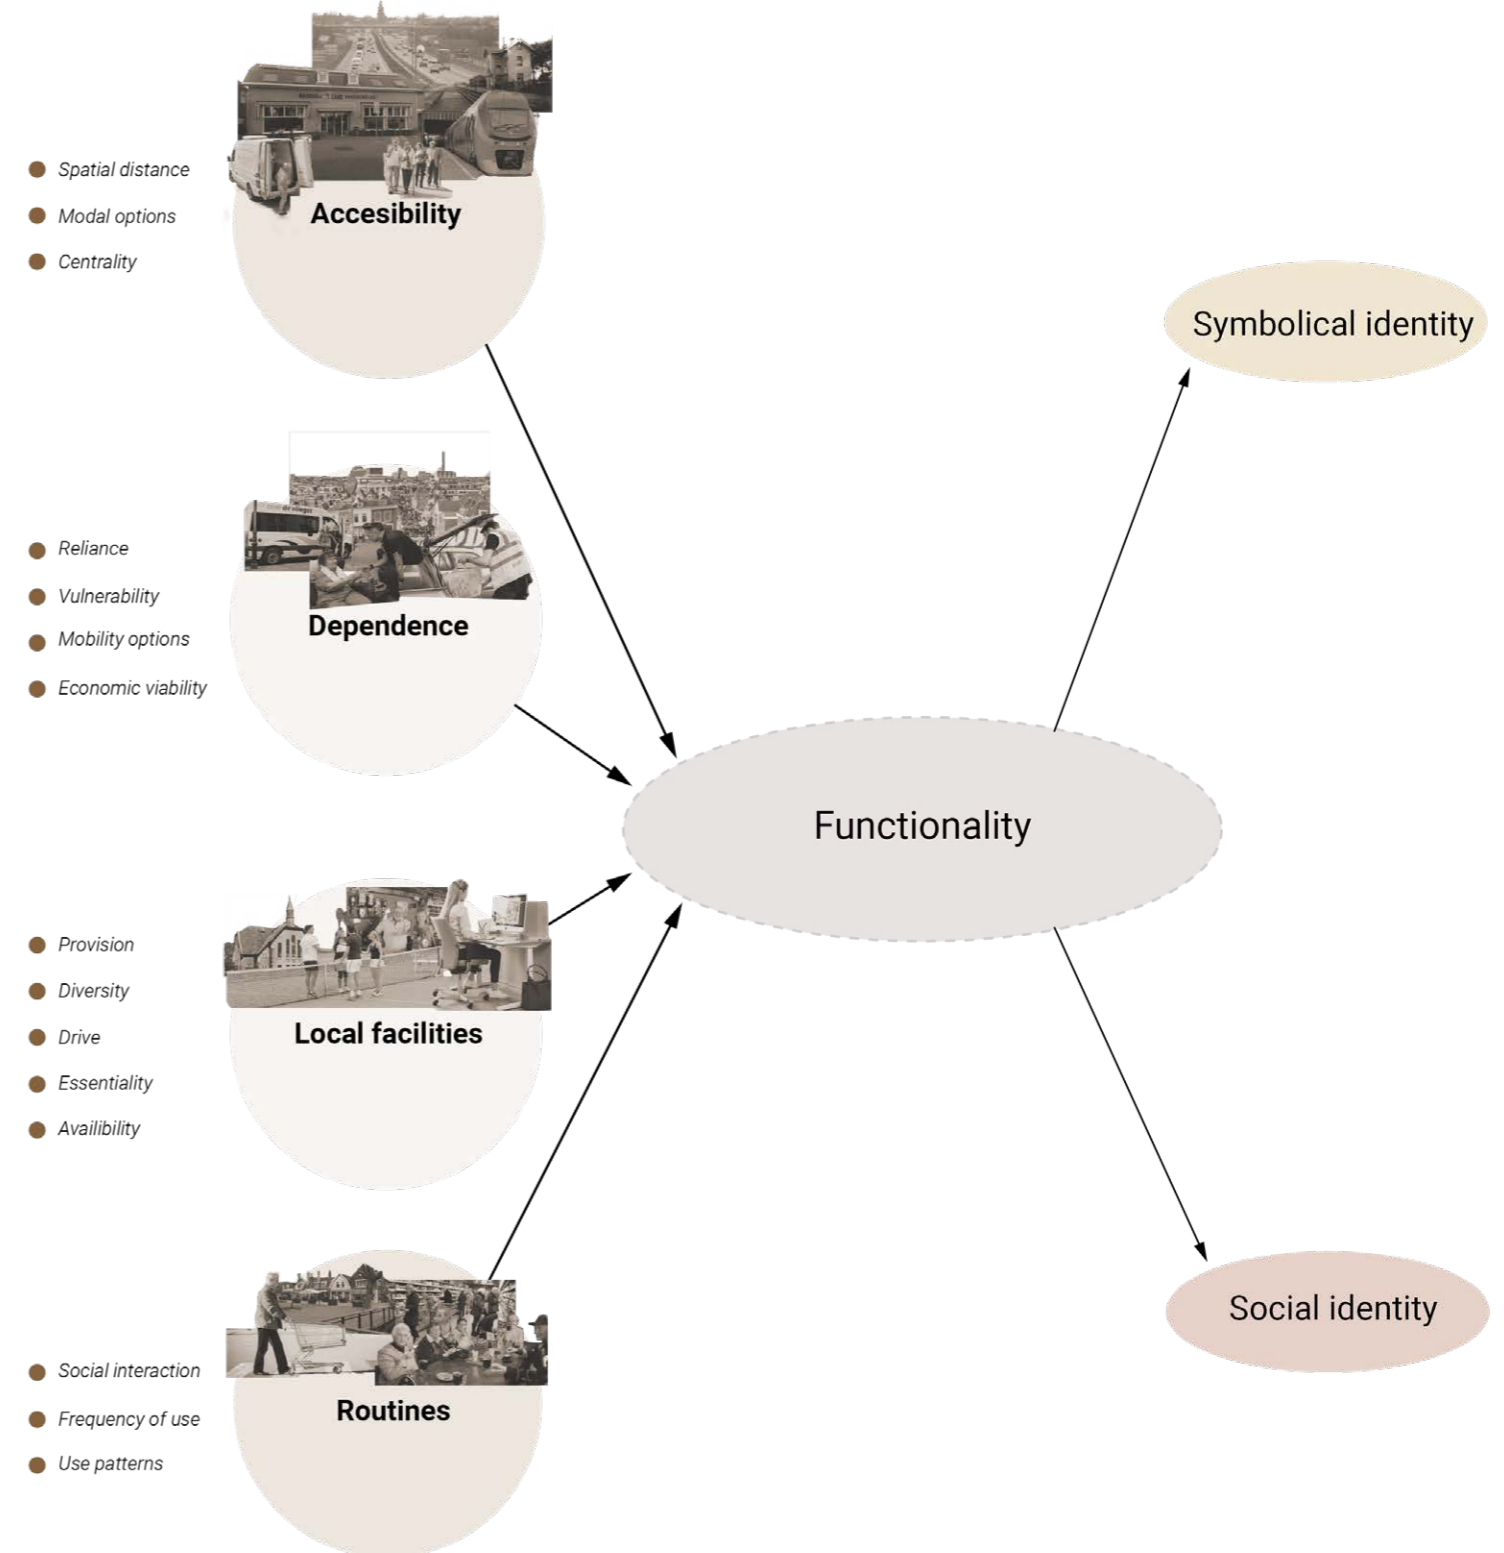 Spatial distance
Modal options
Centrality
Accesibility
Reliance
Vulnerability
Mobility options
Economic viability
Dependence
Provision
Diversity
Drive
Essentiality
Availibility
Local facilities
Social interaction
Frequency of use
Use patterns
Routines
Functionality
Symbolical identity
Social identity